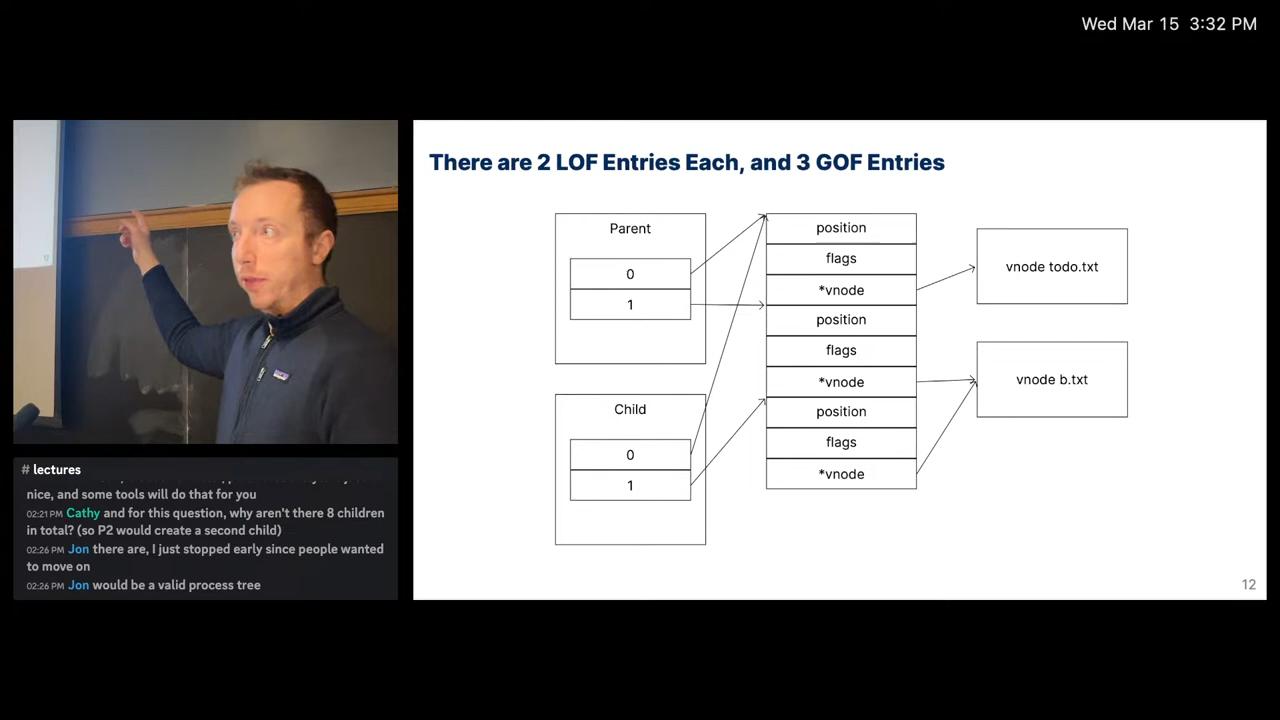 Wed Mar 15 3:32 PM
There are 2 LOF Entries Each, and 3 GOF Entries
Parent
0
1
Child
0
1
position
flags
*vnode
position
flags
*vnode
position
flags
*vnode
vnode todo.txt
vnode b.txt
12
# lectures
nice, and some tools will do that for you
02:21 PM Cathy and for this question, why aren't there 8 children
in total? (so P2 would create a second child)
02:26 PM Jon there are, I just stopped early since people wanted
to move on
02:26 PM Jon would be a valid process tree